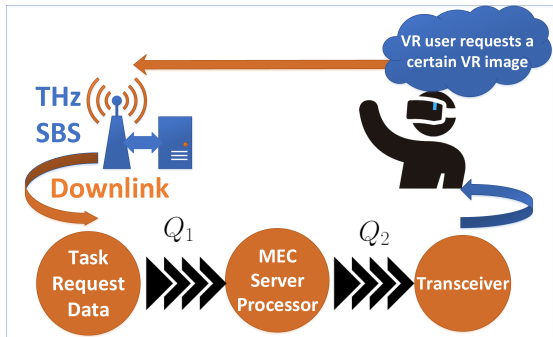 VR user requests a
certain VR image
THz
SBS
Downlink
Q1
Q2
Task
Request
Data
MEC
Server
Processor
Transceiver